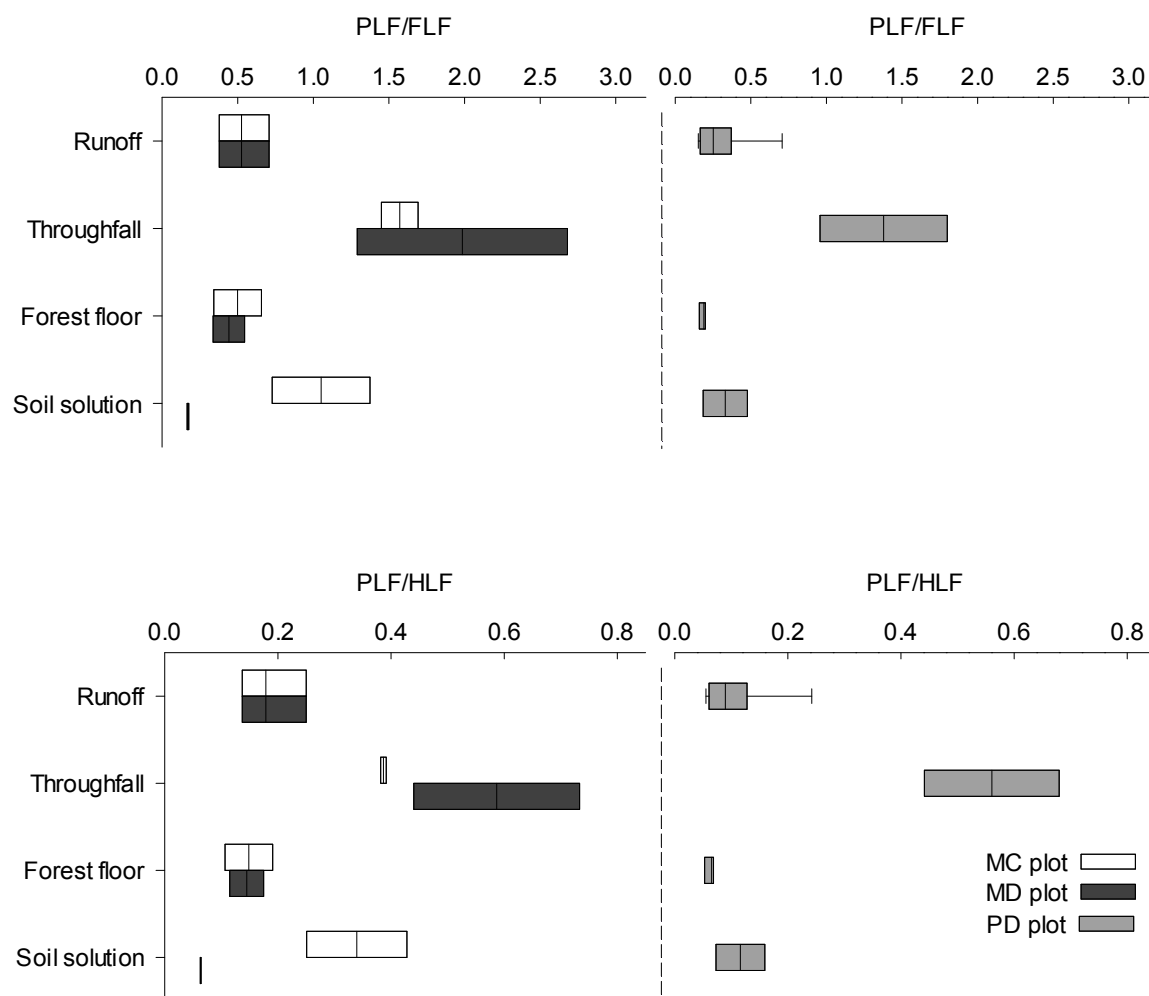 PLF/FLF PLF/FLF
0.0 0.5 1.0 1.5 2.0 2.5 3.0 0.0 0.5 1.0 1.5 2.0 2.5 3.0
Runoff
Throughfall
Forest floor
Soil solution
PLF/HLF PLF/HLF
0.0 0.2 0.4 0.6 0.8 0.0 0.2 0.4 0.6 0.8
Runoff
Throughfall
Forest floor
MC plot
MD plot
PD plot
Soil solution